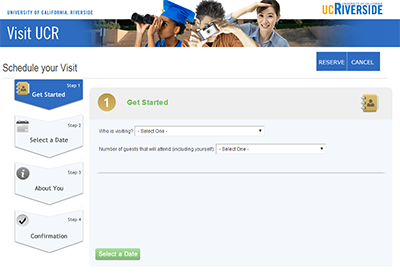 UNIVERSITY OF CALIFORNIA, RIVERSIDE
UCRIVERSIDE
Visit UCR
Schedule your Visit
RESERVE CANCEL
Step 1
Get Started
Step 2
Select a Date
Step 3
About You
Step 4
Confirmation
1 Get Started
Who is visiting? - Select One -
Number of guests that will attend (including yourself) - Select One -
Select a Date